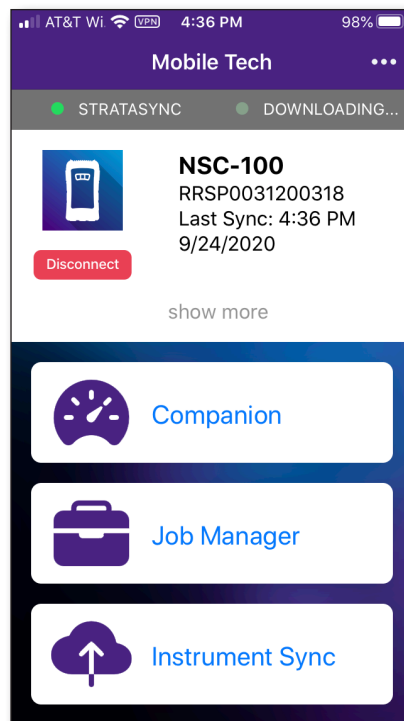 AT&T Wi. VPN 4:36 PM 98%
Mobile Tech
STRATASYNC DOWNLOADING...
NSC-100
RRSP0031200318
Last Sync: 4:36 PM
9/24/2020
Disconnect
show more
Companion
Job Manager
Instrument Sync